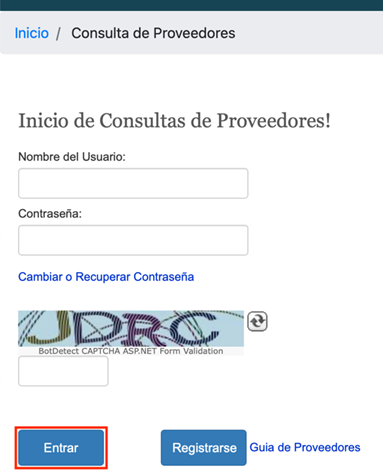 Inicio / Consulta de Proveedores
Inicio de Consultas de Proveedores!
Nombre del Usuario:
Contraseña:
Cambiar o Recuperar Contraseña
JDRC
BotDetect CAPTCHA ASP.NET Form Validation
Entrar Registrarse Guia de Proveedores